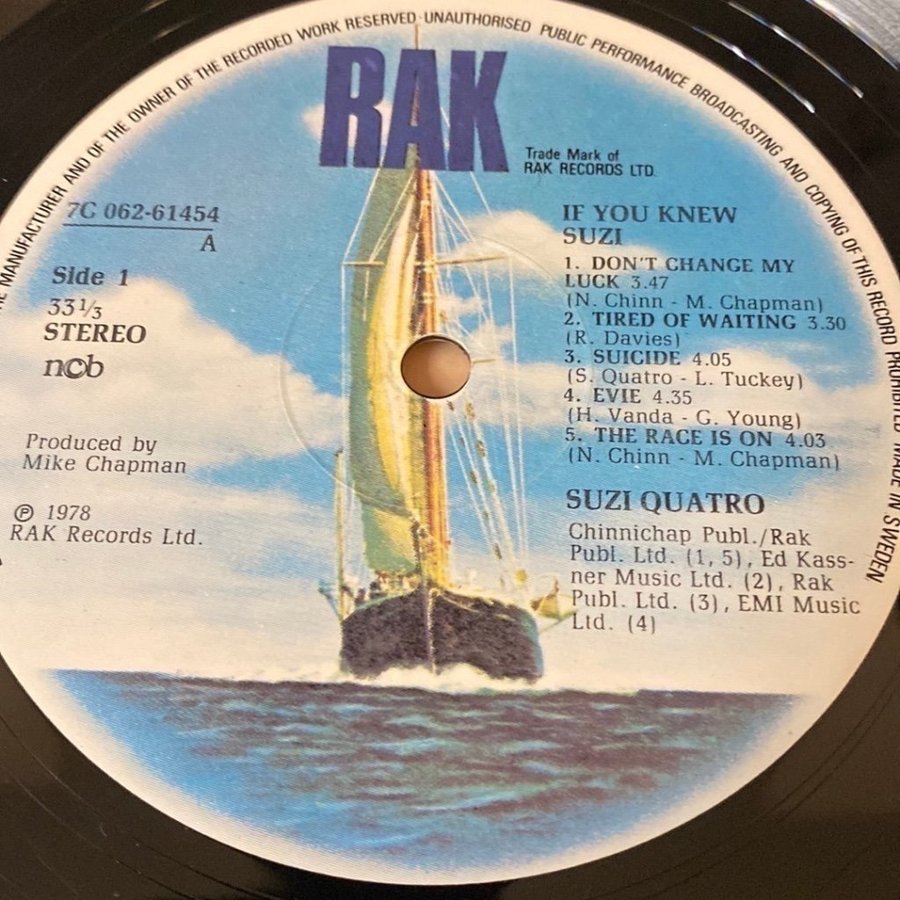 MANUFACTURER AND OF THE OWNER OF THE RECORDED WORK RESERVED · UNAUTHORISED PUBLIC PERFORMANCE BROADCASTING AND COPYING OF THIS RECORD PROHIBITED MADE IN SWEDEN
RAK
Trade Mark of
RAK RECORDS LTD.
7C 062-61454
A
Side 1
33 1/3
STEREO
ncb
Produced by
Mike Chapman
℗ 1978
RAK Records Ltd.
IF YOU KNEW
SUZI
1. DON'T CHANGE MY
LUCK 3.47
(N. Chinn - M. Chapman)
2. TIRED OF WAITING 3.30
(R. Davies)
3. SUICIDE 4.05
(S. Quatro - L. Tuckey)
4. EVIE 4.35
(H. Vanda - G. Young)
5. THE RACE IS ON 4.03
(N. Chinn - M. Chapman)
SUZI QUATRO
Chinnichap Publ./Rak
Publ. Ltd. (1, 5), Ed Kass-
ner Music Ltd. (2), Rak
Publ. Ltd. (3), EMI Music
Ltd. (4)